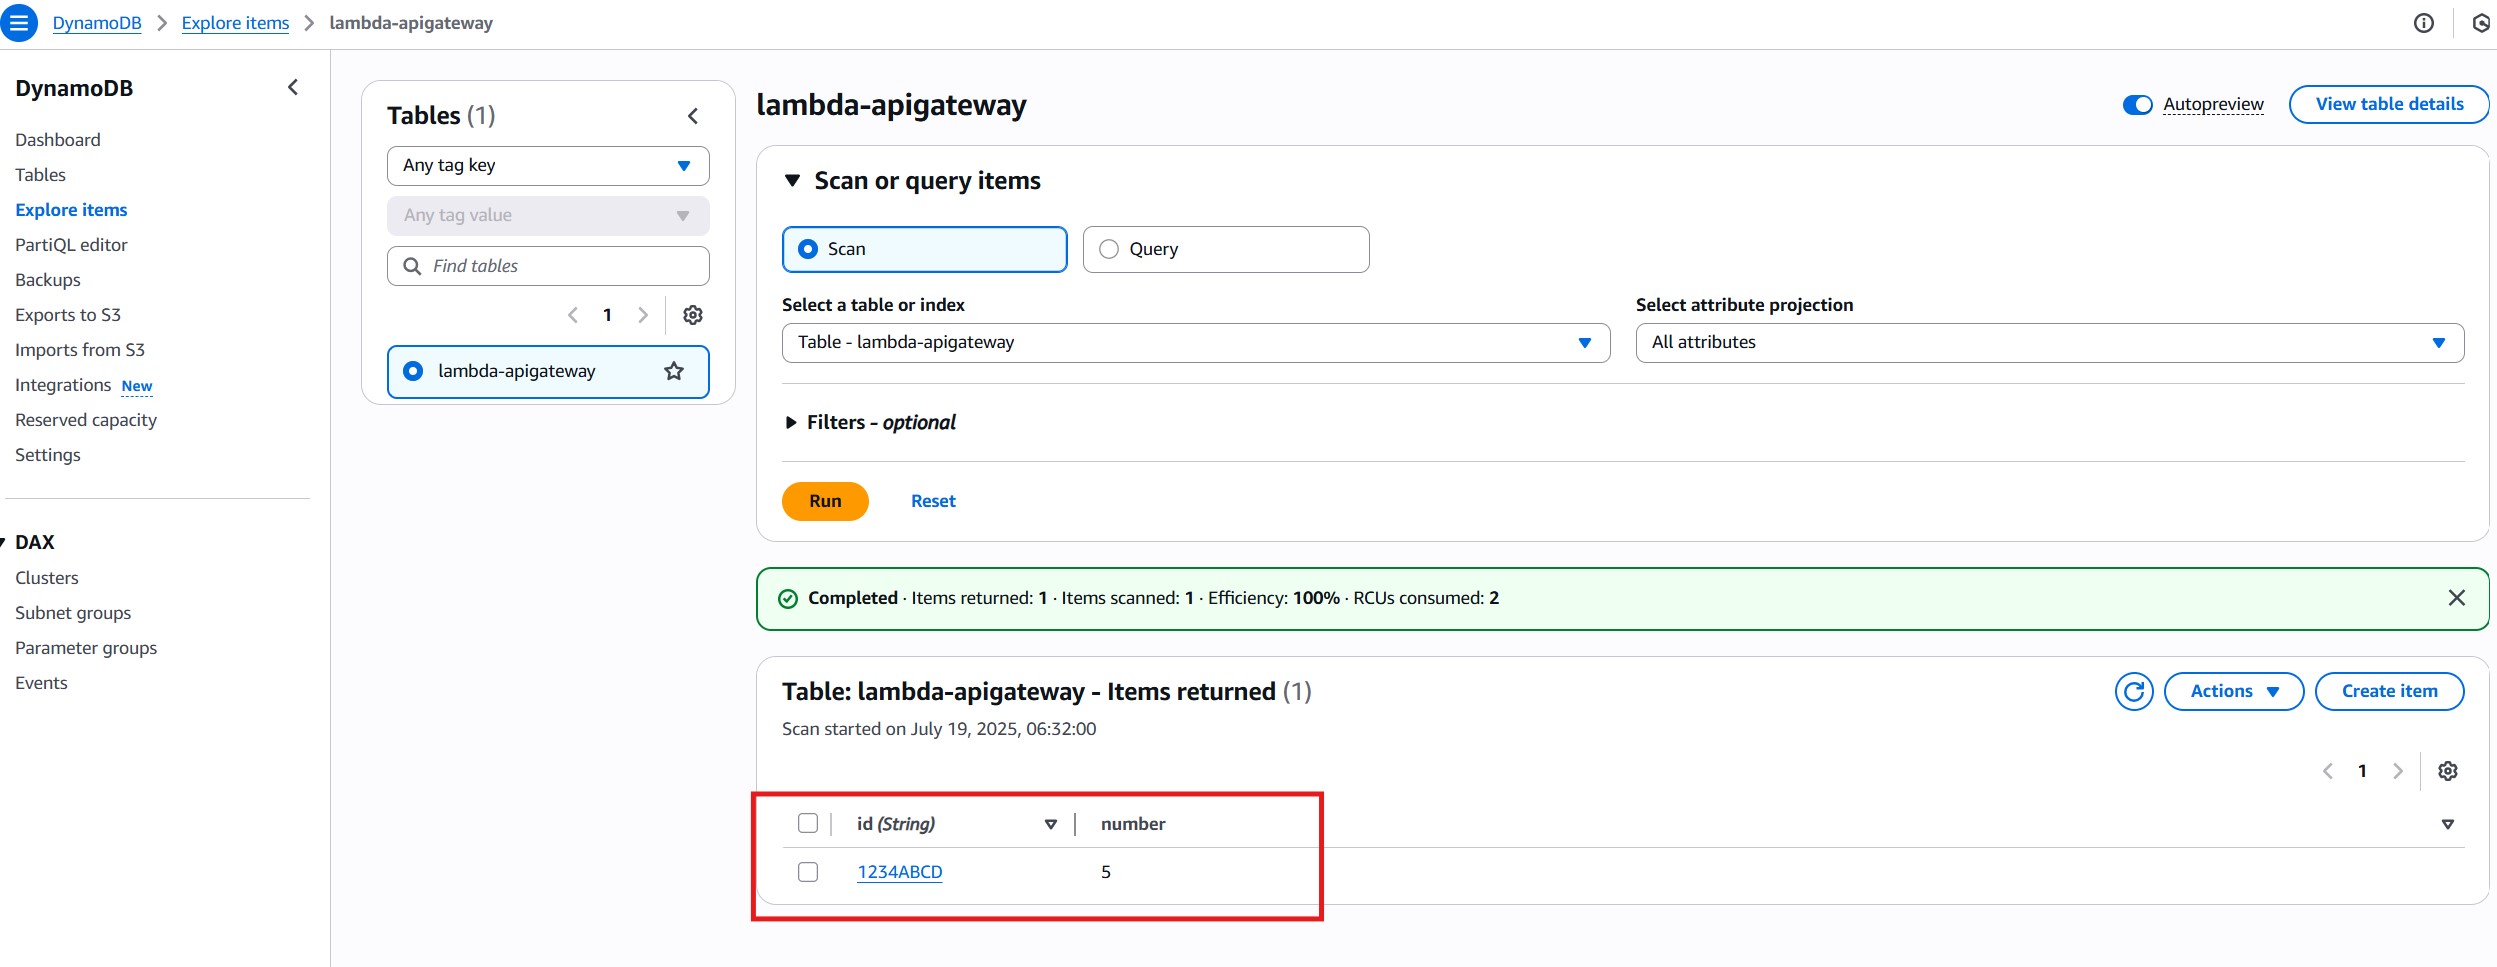 DynamoDB > Explore items > lambda-apigateway
DynamoDB
Dashboard
Tables
Explore items
PartiQL editor
Backups
Exports to S3
Imports from S3
Integrations New
Reserved capacity
Settings
DAX
Clusters
Subnet groups
Parameter groups
Events
Tables (1)
Any tag key
Any tag value
Find tables
1
lambda-apigateway
lambda-apigateway
Autopreview
View table details
Scan or query items
Scan
Query
Select a table or index
Select attribute projection
Table - lambda-apigateway
All attributes
Filters - optional
Run
Reset
Completed · Items returned: 1 · Items scanned: 1 · Efficiency: 100% · RCUs consumed: 2
Table: lambda-apigateway - Items returned (1)
Actions
Create item
Scan started on July 19, 2025, 06:32:00
1
id (String)
number
1234ABCD
5